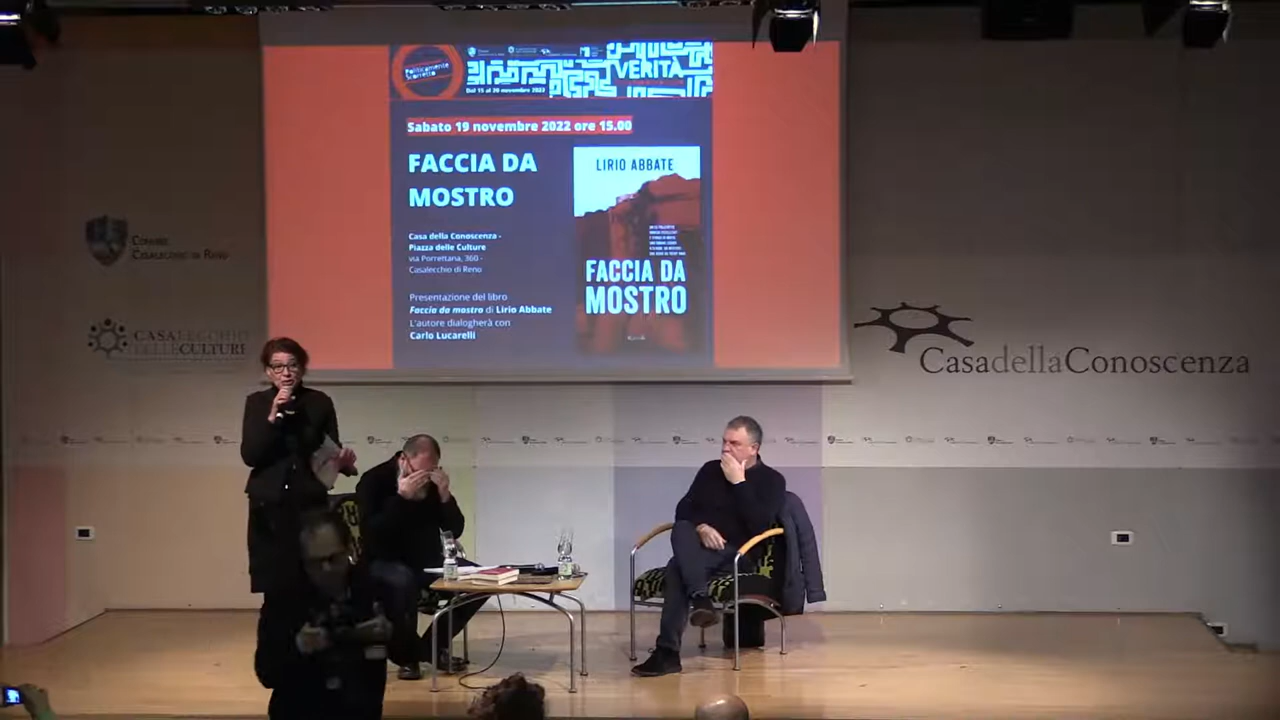 Politicamente
Scorretto
VERITÀ
Dal 15 al 20 novembre 2022
Sabato 19 novembre 2022 ore 15.00
FACCIA DA
MOSTRO
Casa della Conoscenza -
Piazza delle Culture
via Porrettana, 360 -
Casalecchio di Reno
Presentazione del libro
Faccia da mostro di Lirio Abbate
L'autore dialogherà con
Carlo Lucarelli
LIRIO ABBATE
FACCIA DA
MOSTRO
Comune
Casalecchio di Reno
CASALECCHIO
DELLECULTURE
CasadellaConoscenza